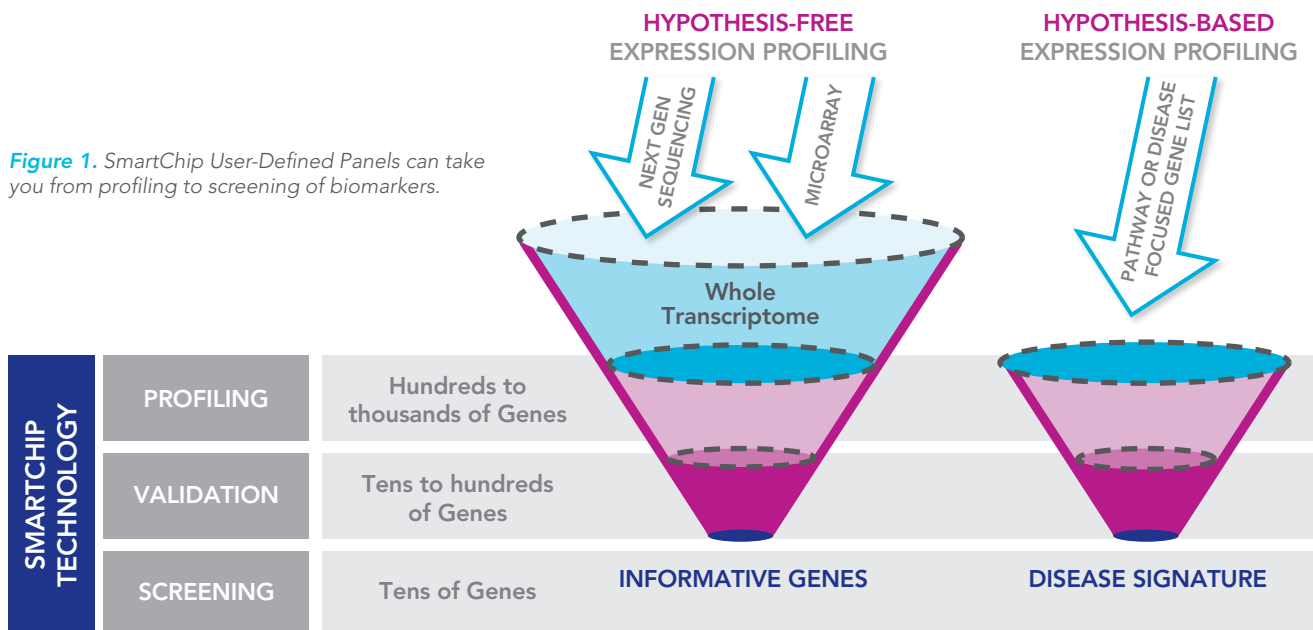 HYPOTHESIS-FREE
EXPRESSION PROFILING
HYPOTHESIS-BASED
EXPRESSION PROFILING
NEXT GEN
SEQUENCING
MICROARRAY
PATHWAY OR DISEASE
FOCUSED GENE LIST
Figure 1. SmartChip User-Defined Panels can take
you from profiling to screening of biomarkers.
Whole
Transcriptome
SMARTCHIP
TECHNOLOGY
PROFILING
Hundreds to
thousands of Genes
VALIDATION
Tens to hundreds
of Genes
SCREENING
Tens of Genes
INFORMATIVE GENES
DISEASE SIGNATURE